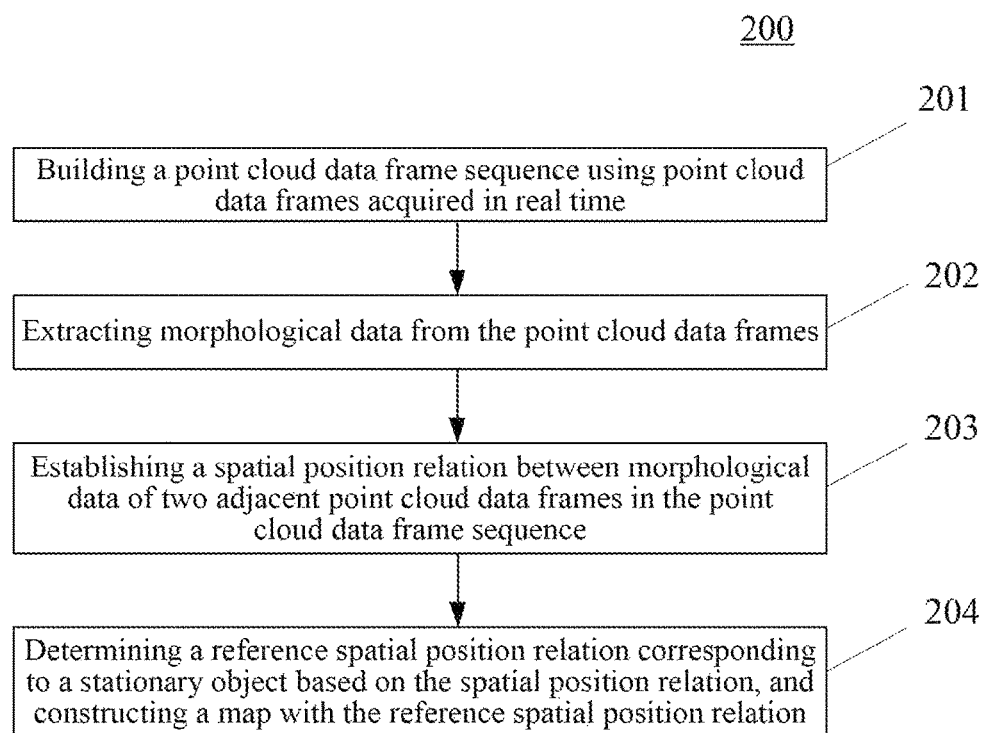 200
201
Building a point cloud data frame sequence using point cloud
data frames acquired in real time
202
Extracting morphological data from the point cloud data frames
203
Establishing a spatial position relation between morphological
data of two adjacent point cloud data frames in the point
cloud data frame sequence
204
Determining a reference spatial position relation corresponding
to a stationary object based on the spatial position relation, and
constructing a map with the reference spatial position relation